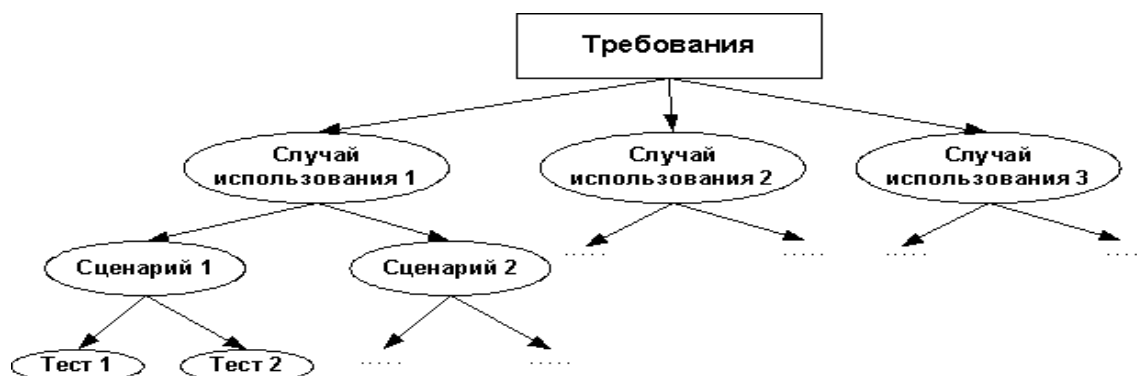 Требования
Случай
использования 1
Случай
использования 2
Случай
использования 3
.....
.....
.....
.....
Сценарий 1
Сценарий 2
Тест 1
Тест 2
.....
.....